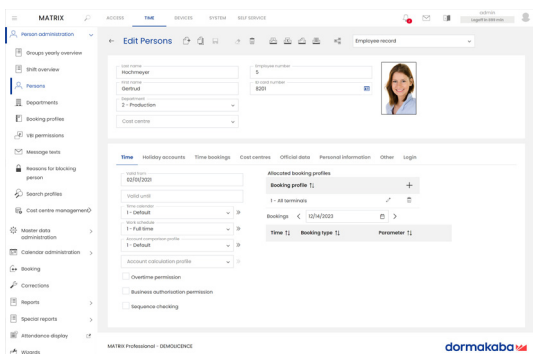 MATRIX
ACCESS TIME DEVICES SYSTEM SELF SERVICE
admin
Logoff in 599 min
Person administration
Groups yearly overview
Shift overview
Persons
Departments
Booking profiles
VBI permissions
Message texts
Reasons for blocking
person
Search profiles
Cost centre management
Master data
administration
Calendar administration
Booking
Corrections
Reports
Special reports
Attendance display
Wizards
Edit Persons
Employee record
Last name
Hochmeyer
Employee number
5
First name
Gertrud
ID card number
8201
Department
2 - Production
Cost centre
Time Holiday accounts Time bookings Cost centres Official data Personal information Other Login
Valid from
02/01/2021
Valid until
Time calendar
1 - Default
Work schedule
1 - Full time
Account comparison profile
1 - Default
Account calculation profile
Overtime permission
Business authorisation permission
Sequence checking
Allocated booking profiles
Booking profile
1 - All terminals
Bookings 12/14/2023
Time Booking type Parameter
MATRIX Professional - DEMOLICENCE
dormakaba